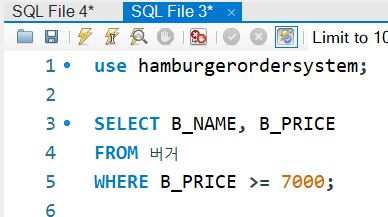 SQL File 4* SQL File 3* ×
Limit to 10
1 use hamburgerordersystem;
2
3 SELECT B_NAME, B_PRICE
4 FROM 버거
5 WHERE B_PRICE >= 7000;
6